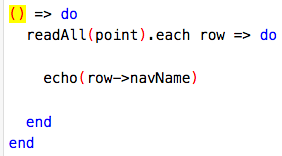 () => do
readAll(point).each row => do
echo(row->navName)
end
end